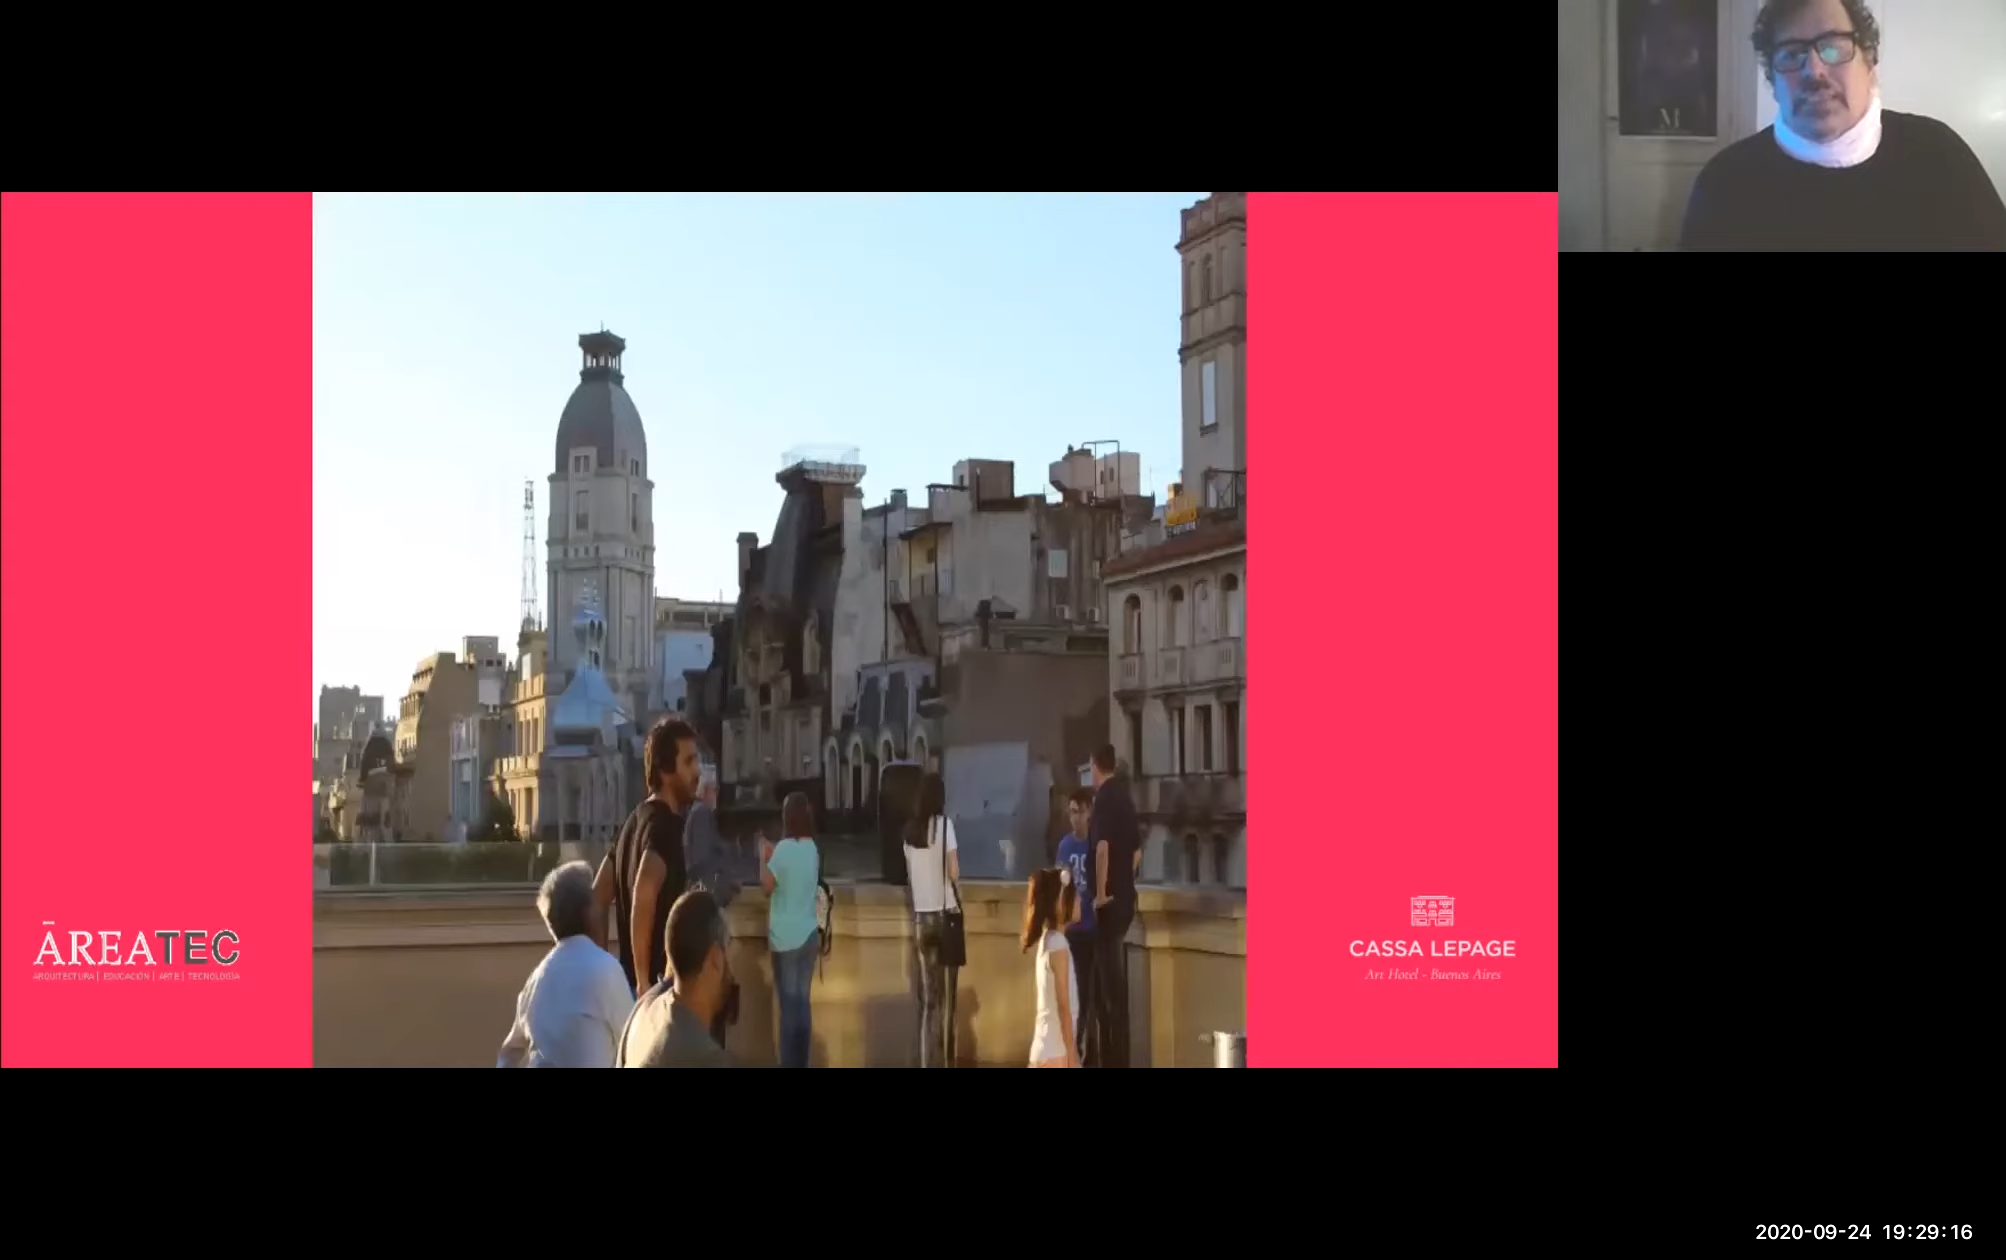 M
ĀREATEC
ARQUITECTURA | EDUCACIÓN | ARTE | TECNOLOGÍA
CASSA LEPAGE
Art Hotel - Buenos Aires
2020-09-24 19:29:16